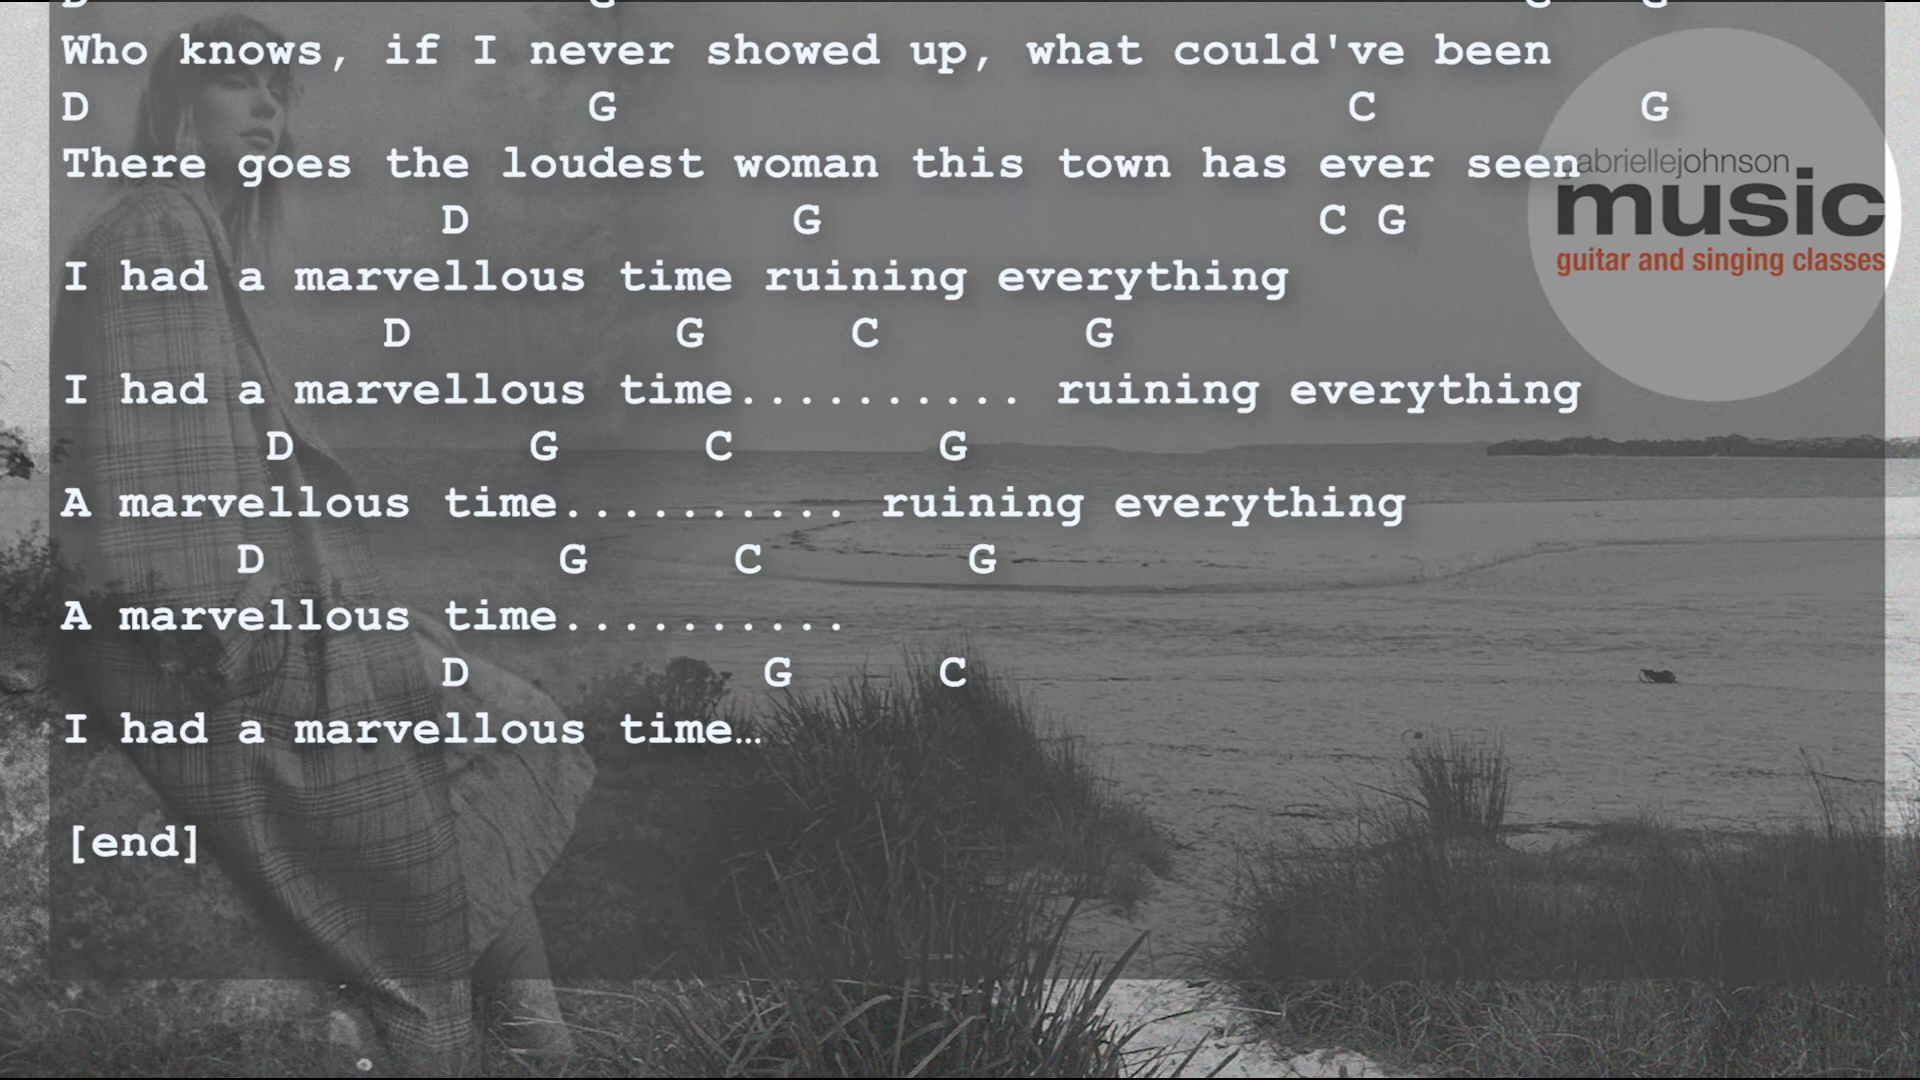 D G C G
Who knows, if I never showed up, what could've been
D G C G
There goes the loudest woman this town has ever seen
D G C G
I had a marvellous time ruining everything
D G C G
I had a marvellous time.......... ruining everything
D G C G
A marvellous time.......... ruining everything
D G C G
A marvellous time..........
D G C
I had a marvellous time…
[end]
abriellejohnson
music
guitar and singing classes